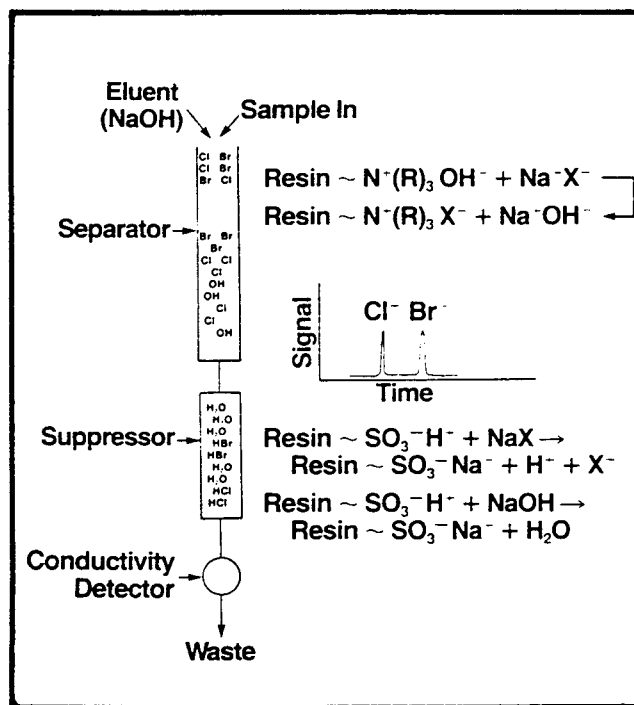 Eluent
(NaOH)
Sample In
Cl Br
Cl Br
Br Cl
Resin ~ N⁺(R)₃ OH⁻ + Na⁻X⁻
Resin ~ N⁺(R)₃ X⁻ + Na⁻OH⁻
Separator
Br Br
Br
Cl Cl
Cl
OH
OH
Cl
Cl
OH
Signal
Cl⁻ Br⁻
Time
Suppressor
H₂O
H₂O
H₂O
HBr
HBr
H₂O
H₂O
HCl
HCl
Resin ~ SO₃⁻H⁺ + NaX →
Resin ~ SO₃⁻Na⁻ + H⁺ + X⁻
Resin ~ SO₃⁻H⁺ + NaOH →
Resin ~ SO₃⁻Na⁻ + H₂O
Conductivity
Detector
Waste